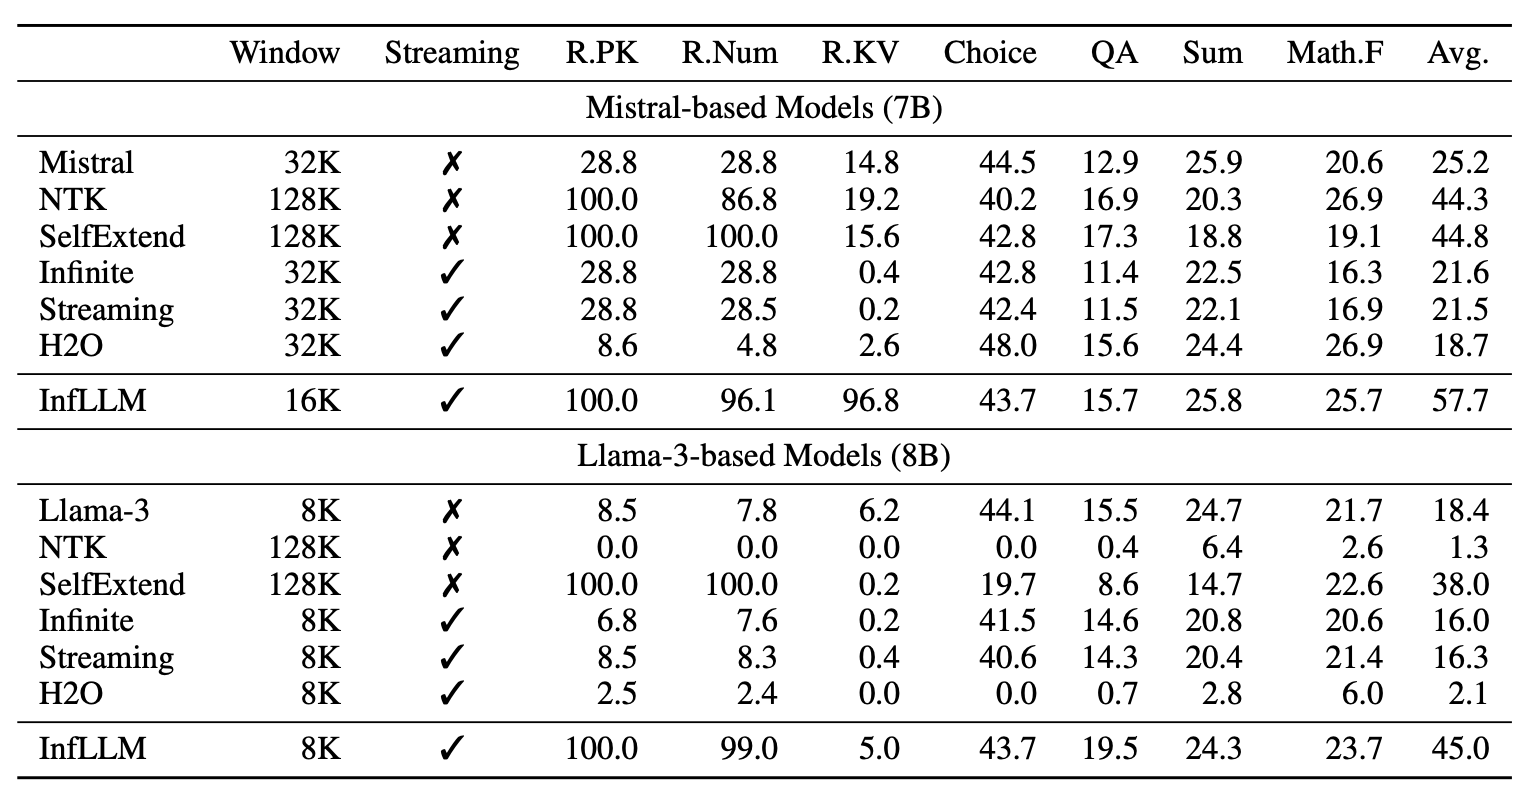 Window Streaming R.PK R.Num R.KV Choice QA Sum Math.F Avg.
Mistral-based Models (7B)
Mistral 32K ✗ 28.8 28.8 14.8 44.5 12.9 25.9 20.6 25.2
NTK 128K ✗ 100.0 86.8 19.2 40.2 16.9 20.3 26.9 44.3
SelfExtend 128K ✗ 100.0 100.0 15.6 42.8 17.3 18.8 19.1 44.8
Infinite 32K ✓ 28.8 28.8 0.4 42.8 11.4 22.5 16.3 21.6
Streaming 32K ✓ 28.8 28.5 0.2 42.4 11.5 22.1 16.9 21.5
H2O 32K ✓ 8.6 4.8 2.6 48.0 15.6 24.4 26.9 18.7
InfLLM 16K ✓ 100.0 96.1 96.8 43.7 15.7 25.8 25.7 57.7
Llama-3-based Models (8B)
Llama-3 8K ✗ 8.5 7.8 6.2 44.1 15.5 24.7 21.7 18.4
NTK 128K ✗ 0.0 0.0 0.0 0.0 0.4 6.4 2.6 1.3
SelfExtend 128K ✗ 100.0 100.0 0.2 19.7 8.6 14.7 22.6 38.0
Infinite 8K ✓ 6.8 7.6 0.2 41.5 14.6 20.8 20.6 16.0
Streaming 8K ✓ 8.5 8.3 0.4 40.6 14.3 20.4 21.4 16.3
H2O 8K ✓ 2.5 2.4 0.0 0.0 0.7 2.8 6.0 2.1
InfLLM 8K ✓ 100.0 99.0 5.0 43.7 19.5 24.3 23.7 45.0